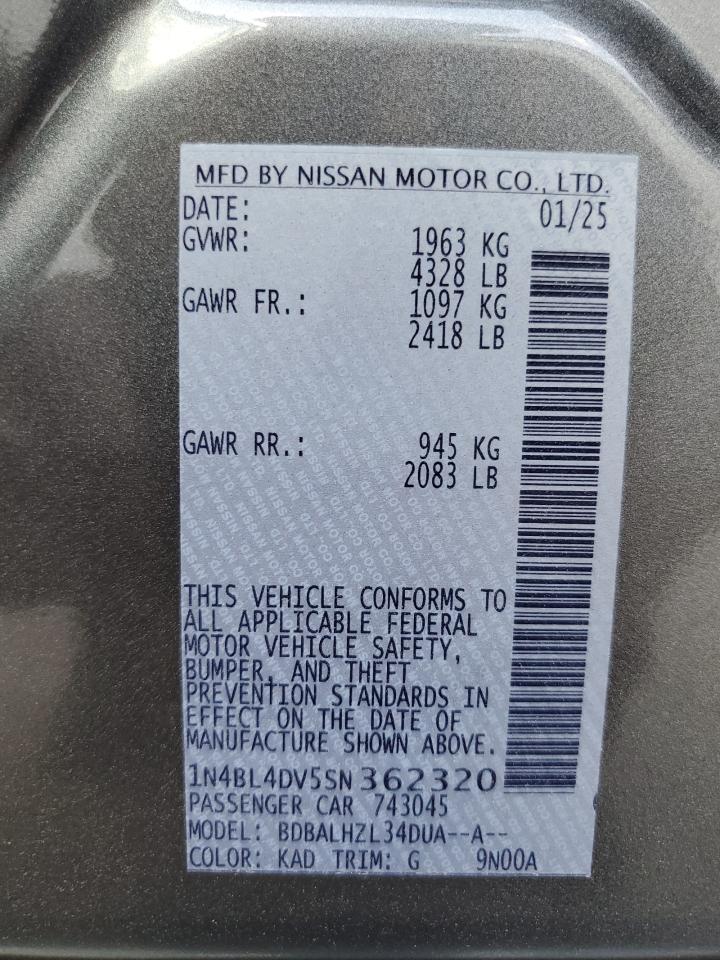 MFD BY NISSAN MOTOR CO., LTD.
DATE: 01/25
GVWR: 1963 KG
4328 LB
GAWR FR.: 1097 KG
2418 LB
GAWR RR.: 945 KG
2083 LB
THIS VEHICLE CONFORMS TO
ALL APPLICABLE FEDERAL
MOTOR VEHICLE SAFETY,
BUMPER, AND THEFT
PREVENTION STANDARDS IN
EFFECT ON THE DATE OF
MANUFACTURE SHOWN ABOVE.
1N4BL4DV5SN362320
PASSENGER CAR 743045
MODEL: BDBALHZL34DUA--A--
COLOR: KAD TRIM: G 9N00A